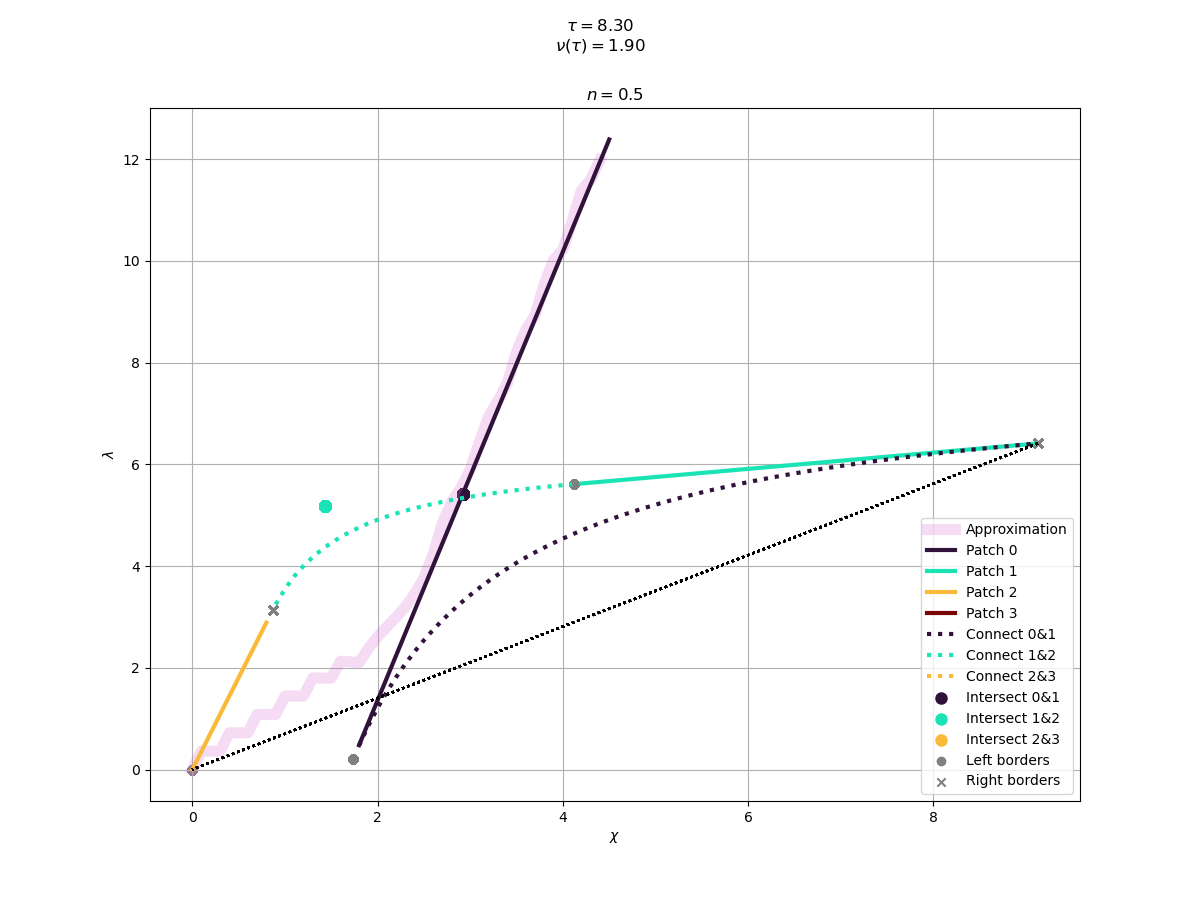 τ = 8.30
ν(τ) = 1.90
n = 0.5
12
10
8
6
4
2
0
λ
0 2 4 6 8
χ
Approximation
Patch 0
Patch 1
Patch 2
Patch 3
Connect 0&1
Connect 1&2
Connect 2&3
Intersect 0&1
Intersect 1&2
Intersect 2&3
Left borders
Right borders